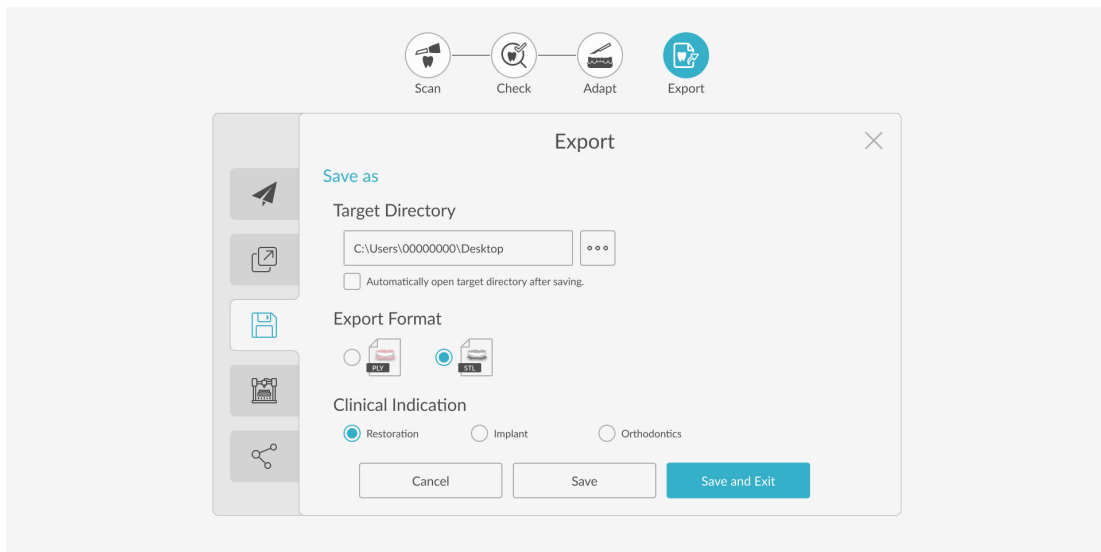 Scan Check Adapt Export
Export
Save as
Target Directory
C:\Users\00000000\Desktop
Automatically open target directory after saving.
Export Format
PLY STL
Clinical Indication
Restoration Implant Orthodontics
Cancel Save Save and Exit